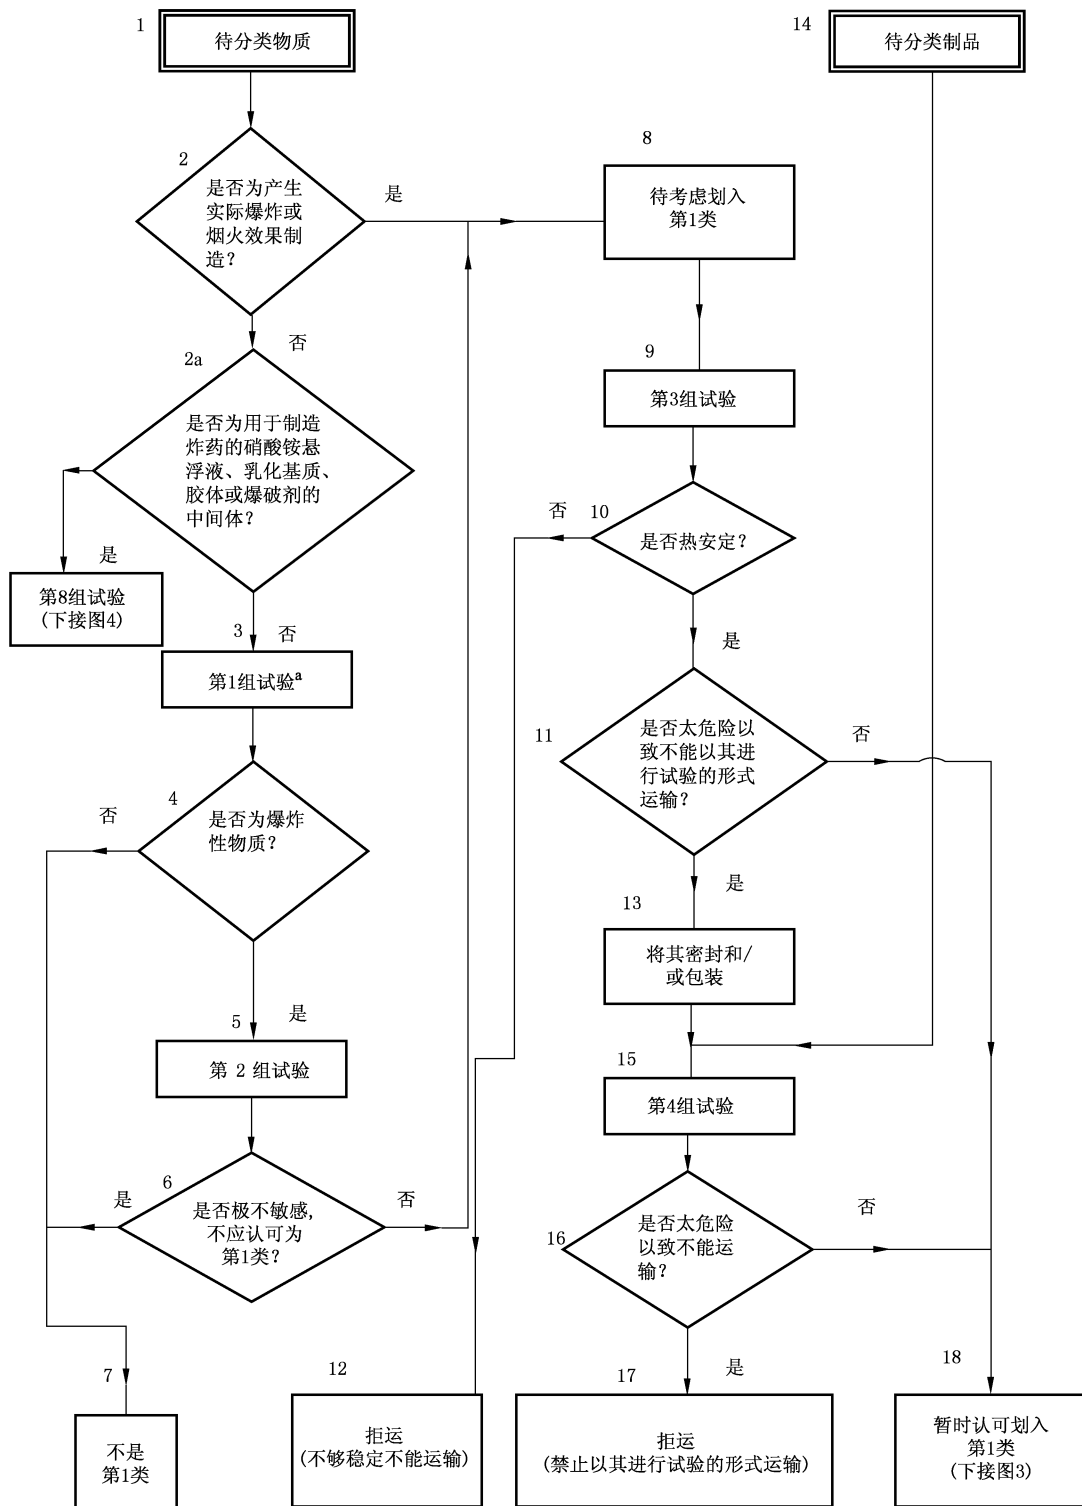 1
待分类物质
14
待分类制品
2
是否为产生
实际爆炸或
烟火效果制
造?
是
否
8
待考虑划入
第1类
2a
是否为用于制造
炸药的硝酸铵悬
浮液、乳化基质、
胶体或爆破剂的
中间体?
是
否
第8组试验
(下接图4)
9
第3组试验
10
是否热安定?
否
是
3
第1组试验a
11
是否太危险以
致不能以其进
行试验的形式
运输?
否
是
4
是否为爆炸
性物质?
否
是
13
将其密封和/
或包装
5
第 2 组试验
15
第4组试验
6
是否极不敏感,
不应认可为
第1类?
是
否
16
是否太危险
以致不能运
输?
否
是
7
不是
第1类
12
拒运
(不够稳定不能运输)
17
拒运
(禁止以其进行试验的形式运输)
18
暂时认可划入
第1类
(下接图3)